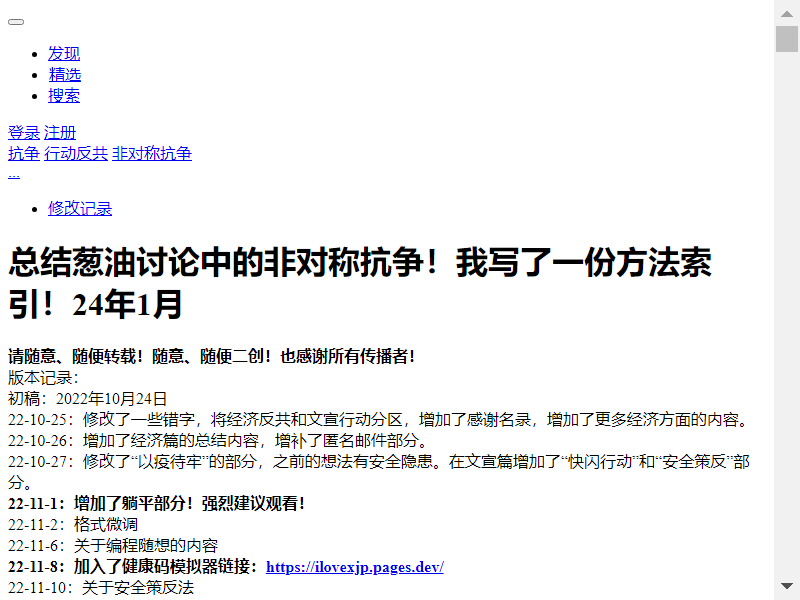 发现
精选
搜索
登录 注册
抗争 行动反共 非对称抗争
...
修改记录
总结葱油讨论中的非对称抗争！我写了一份方法索
引！24年1月
请随意、随便转载！随意、随便二创！也感谢所有传播者！
版本记录：
初稿：2022年10月24日
22-10-25：修改了一些错字，将经济反共和文宣行动分区，增加了感谢名录，增加了更多经济方面的内容。
22-10-26：增加了经济篇的总结内容，增补了匿名邮件部分。
22-10-27：修改了“以疫待牢”的部分，之前的想法有安全隐患。在文宣篇增加了“快闪行动”和“安全策反”部
分。
22-11-1：增加了躺平部分！强烈建议观看！
22-11-2：格式微调
22-11-6：关于编程随想的内容
22-11-8：加入了健康码模拟器链接：https://ilovexjp.pages.dev/
22-11-10：关于安全策反法